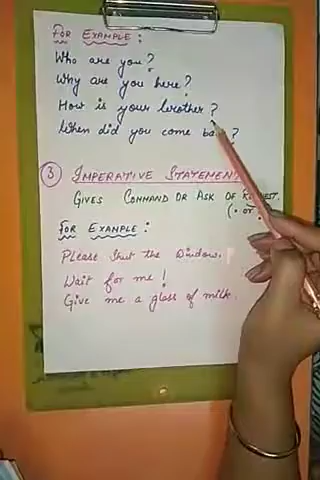 FOR EXAMPLE:
Who are you?
Why are you here?
How is your brother?
When did you come ?
③ IMPERATIVE STATEMENT
GIVES COMMAND OR ASK OF REQUEST.
(. or
FOR EXAMPLE:
Please Shut the Window.
Wait for me!
Give me a glass of milk.